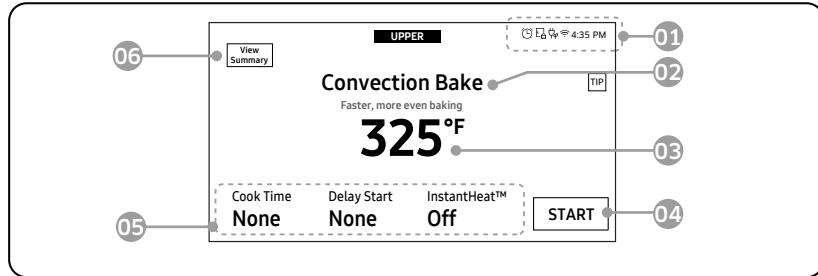 UPPER
4:35 PM
01
06
View
Summary
Convection Bake
02
TIP
Faster, more even baking
325°F
03
Cook Time Delay Start InstantHeat™
None None Off
START
04
05